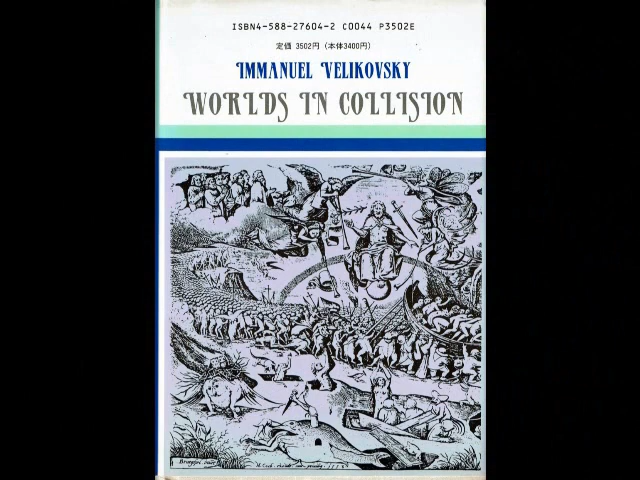 ISBN4-588-27604-2 C0044 P3502E
定価 3502円 (本体3400円)
IMMANUEL VELIKOVSKY
WORLDS IN COLLISION
Brueggel